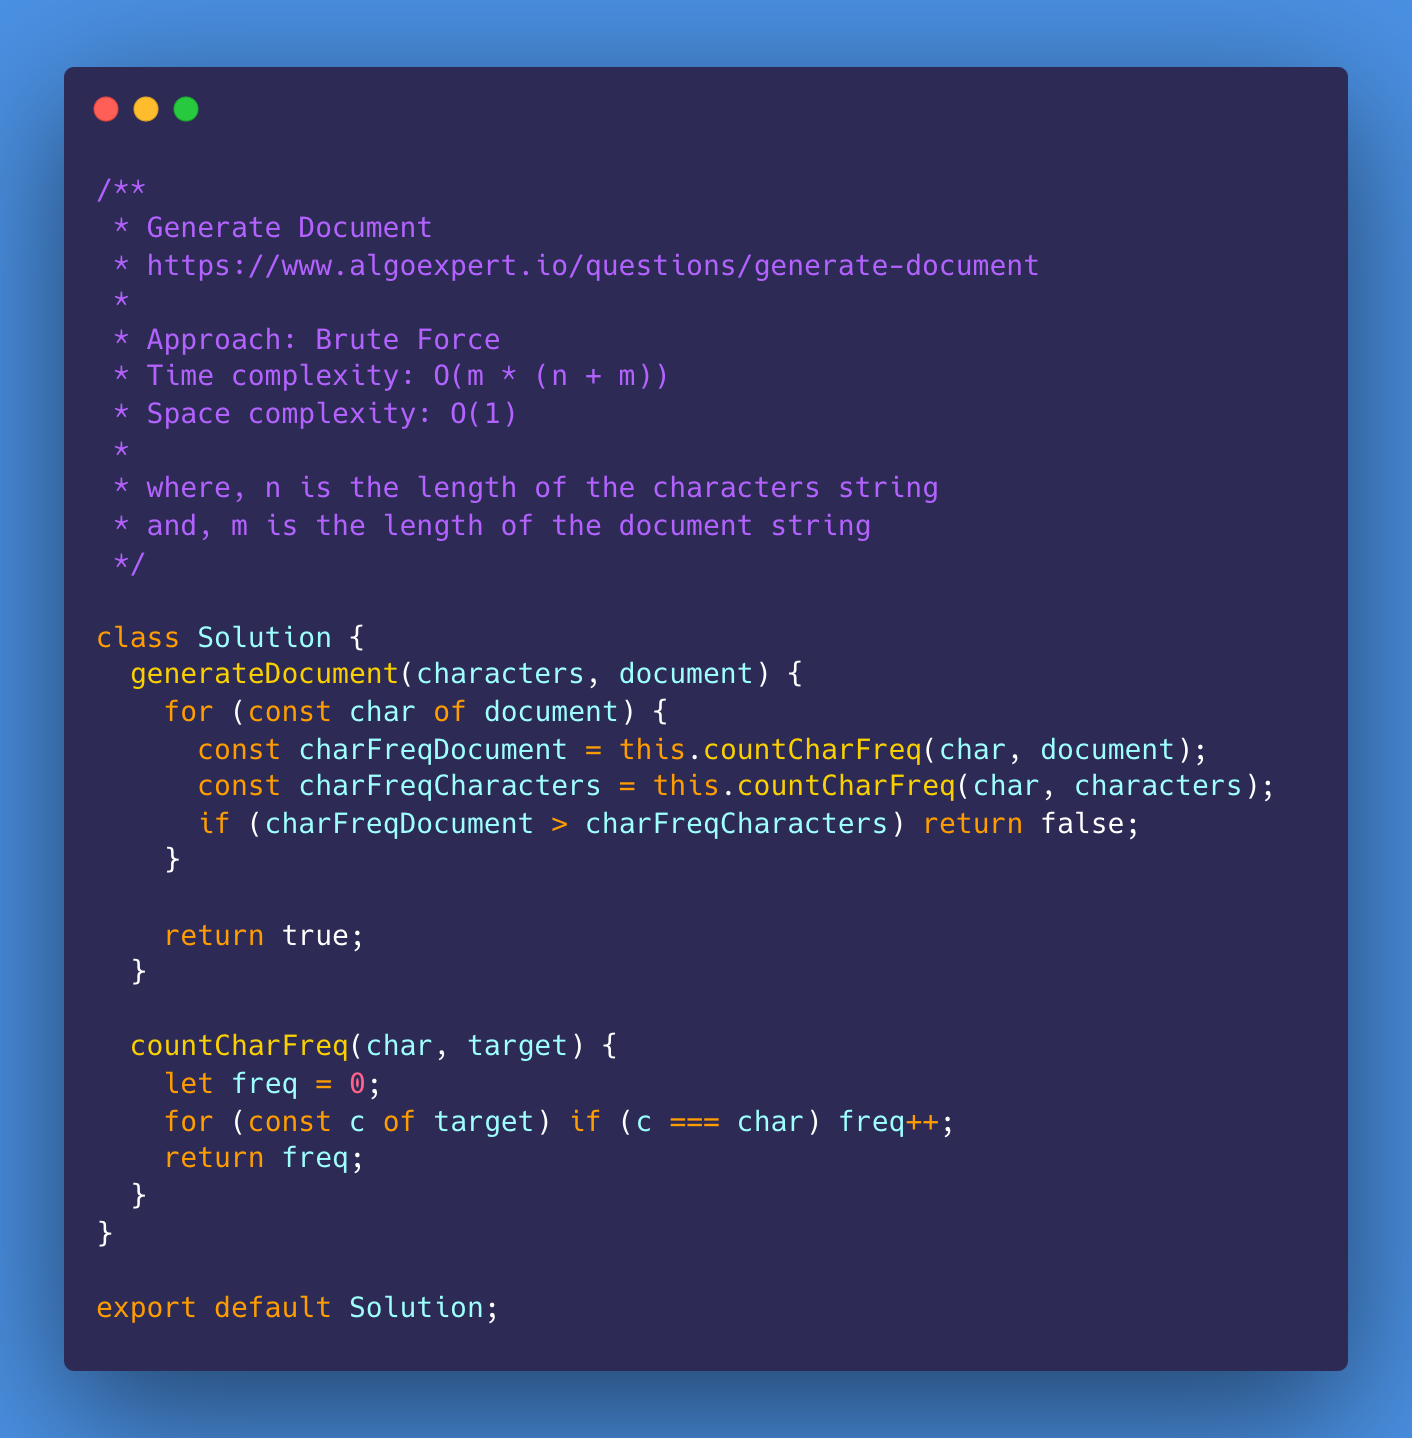 /**
 * Generate Document
 * https://www.algoexpert.io/questions/generate-document
 *
 * Approach: Brute Force
 * Time complexity: O(m * (n + m))
 * Space complexity: O(1)
 *
 * where, n is the length of the characters string
 * and, m is the length of the document string
 */

class Solution {
  generateDocument(characters, document) {
    for (const char of document) {
      const charFreqDocument = this.countCharFreq(char, document);
      const charFreqCharacters = this.countCharFreq(char, characters);
      if (charFreqDocument > charFreqCharacters) return false;
    }

    return true;
  }

  countCharFreq(char, target) {
    let freq = 0;
    for (const c of target) if (c === char) freq++;
    return freq;
  }
}

export default Solution;